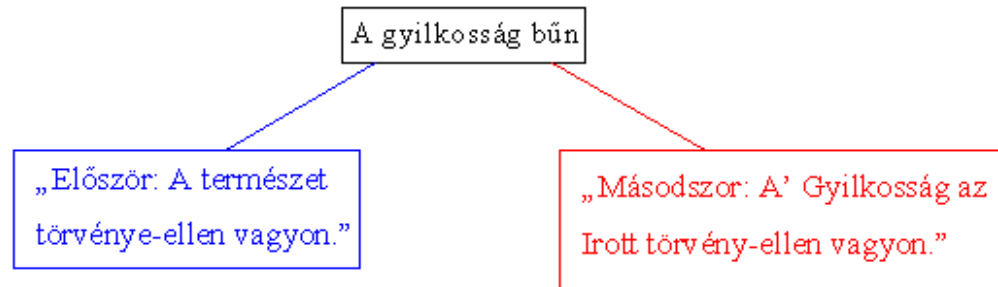 A gyilkosság bűn
„Először: A természet
törvénye-ellen vagyon.”
„Másodszor: A’ Gyilkosság az
Irott törvény-ellen vagyon.”